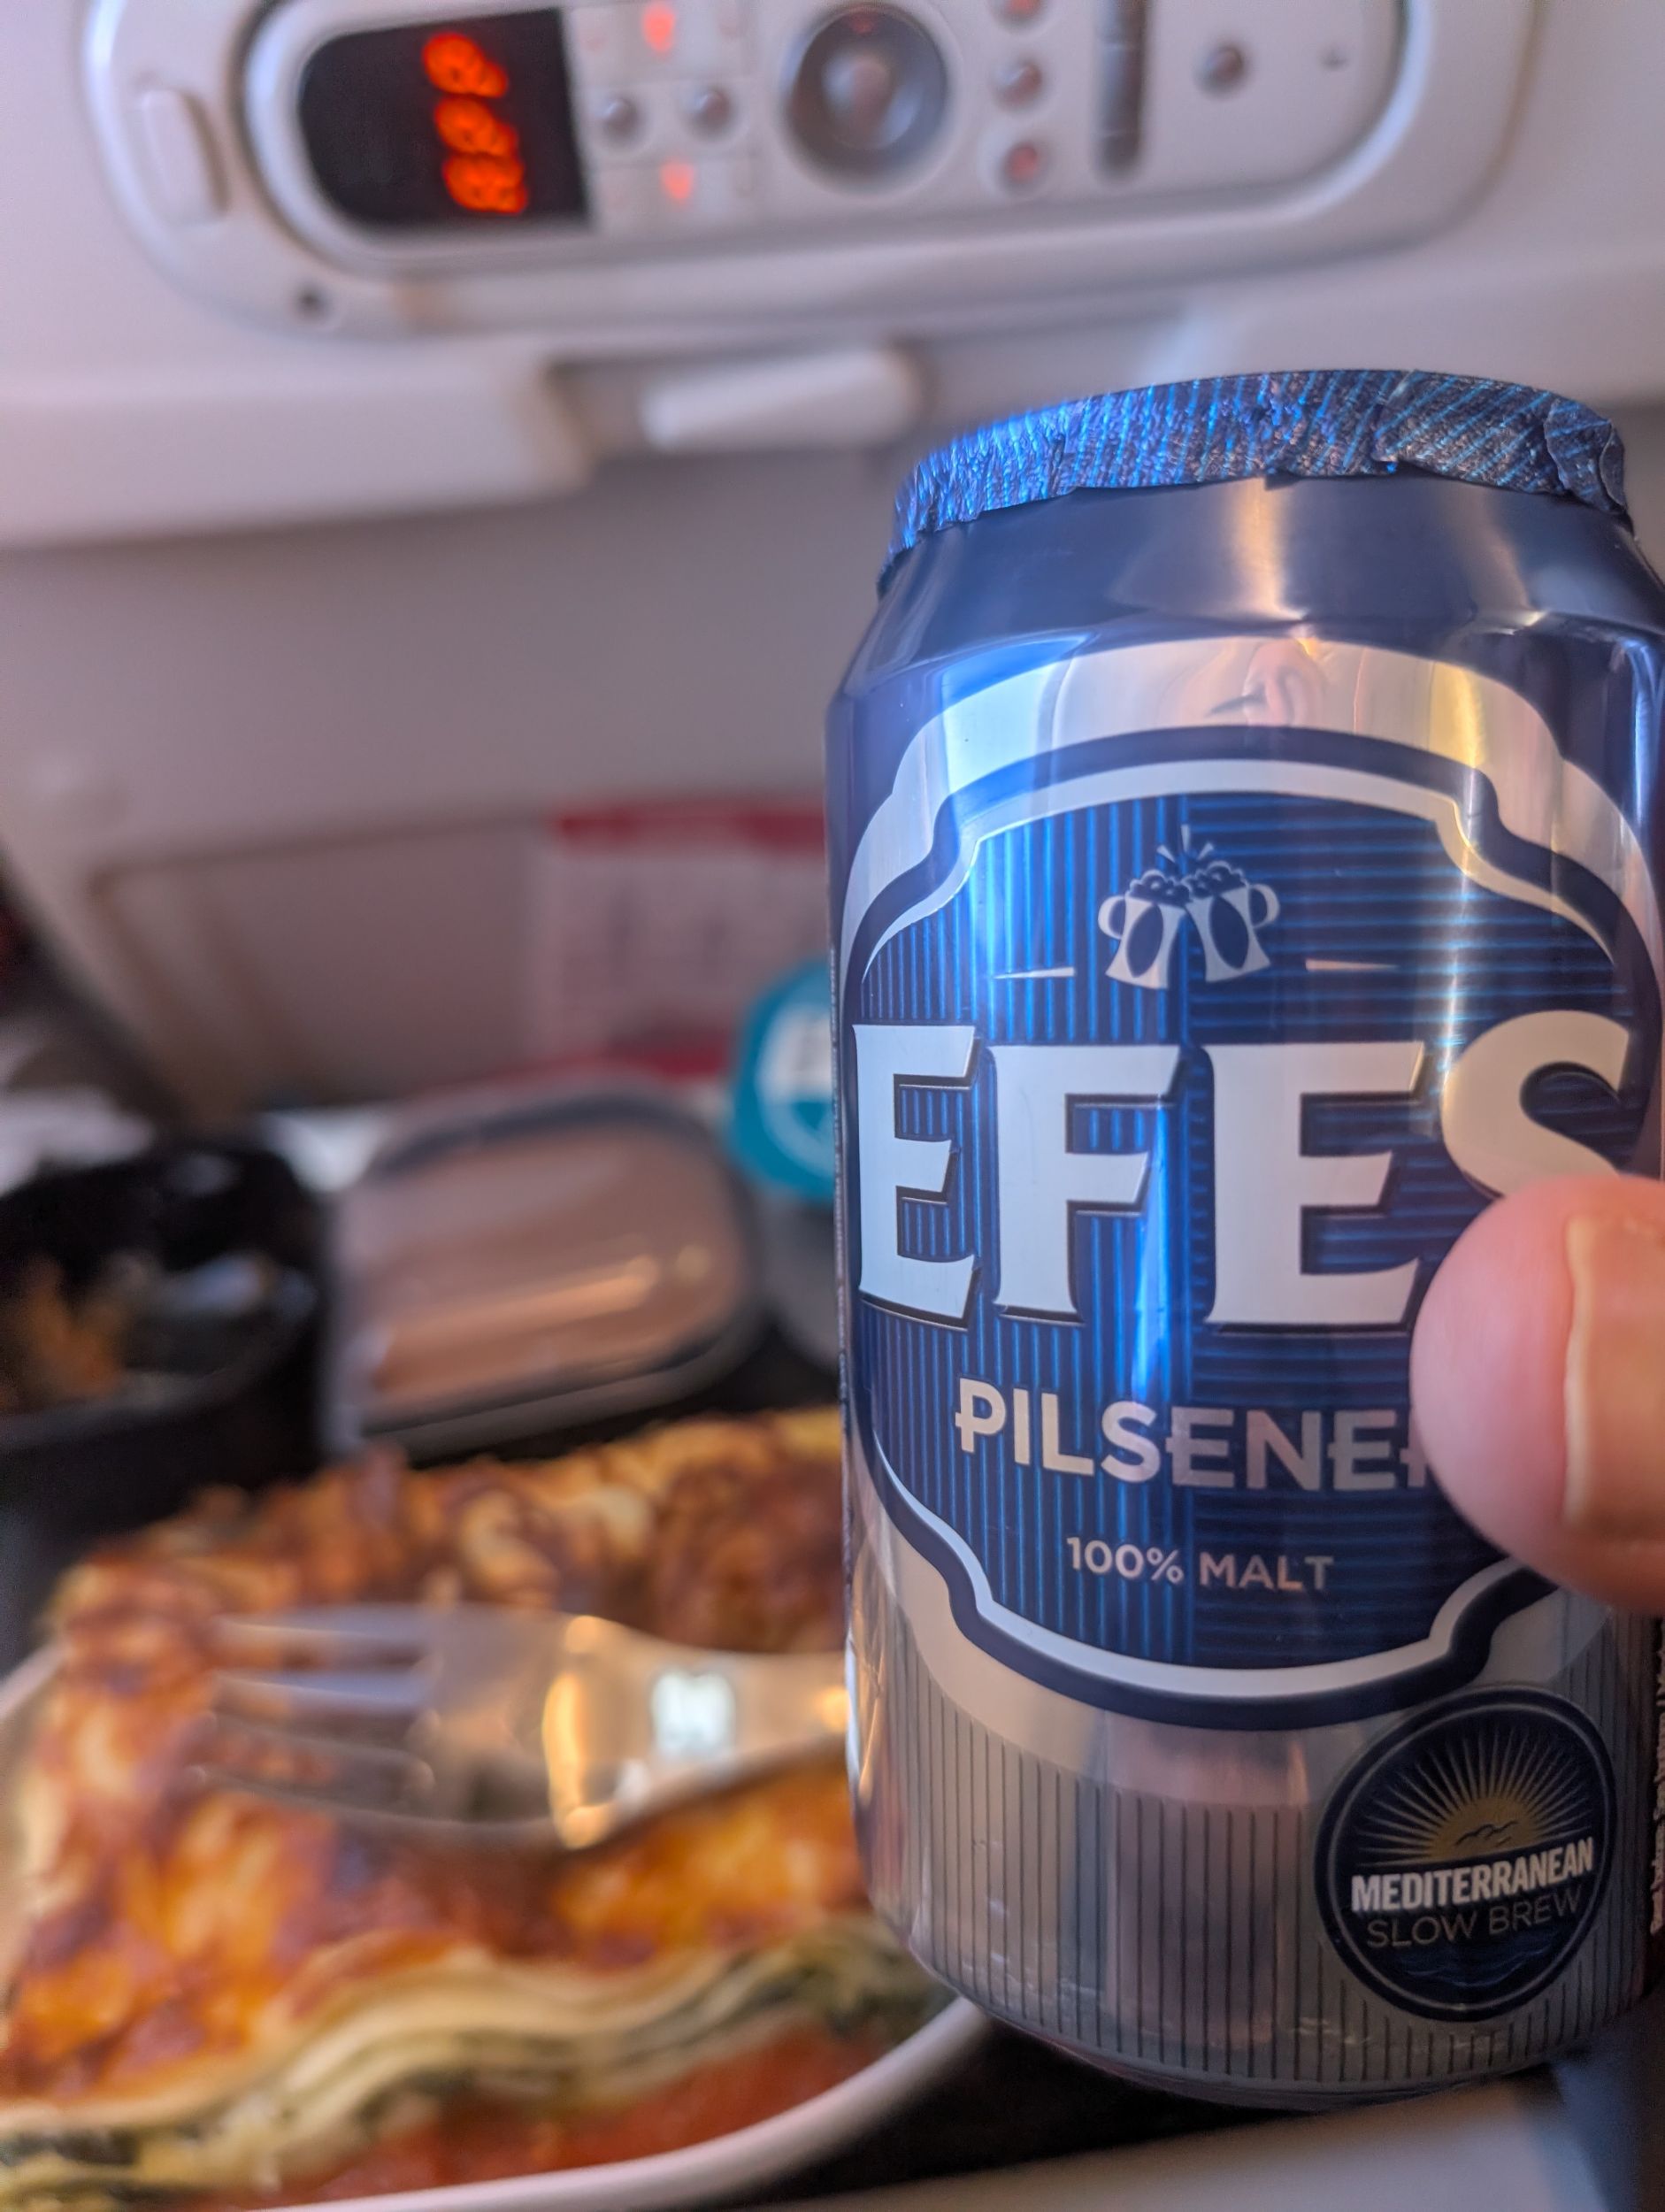 EFES
PILSENER
100% MALT
MEDITERRANEAN
SLOW BREW